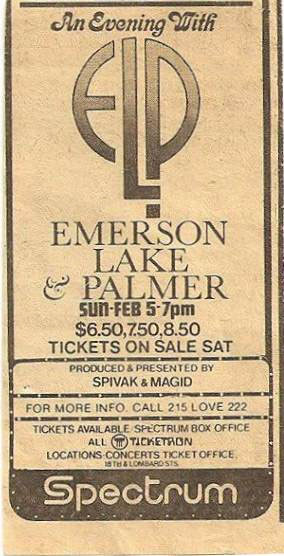 An Evening With
ELP
EMERSON
LAKE
& PALMER
SUN-FEB 5-7pm
$6.50,7.50,8.50
TICKETS ON SALE SAT
PRODUCED & PRESENTED BY
SPIVAK & MAGID
FOR MORE INFO. CALL 215 LOVE 222
TICKETS AVAILABLE SPECTRUM BOX OFFICE
ALL TICKETRON
LOCATIONS-CONCERTS TICKET OFFICE,
18TH & LOMBARD STS.
Spectrum